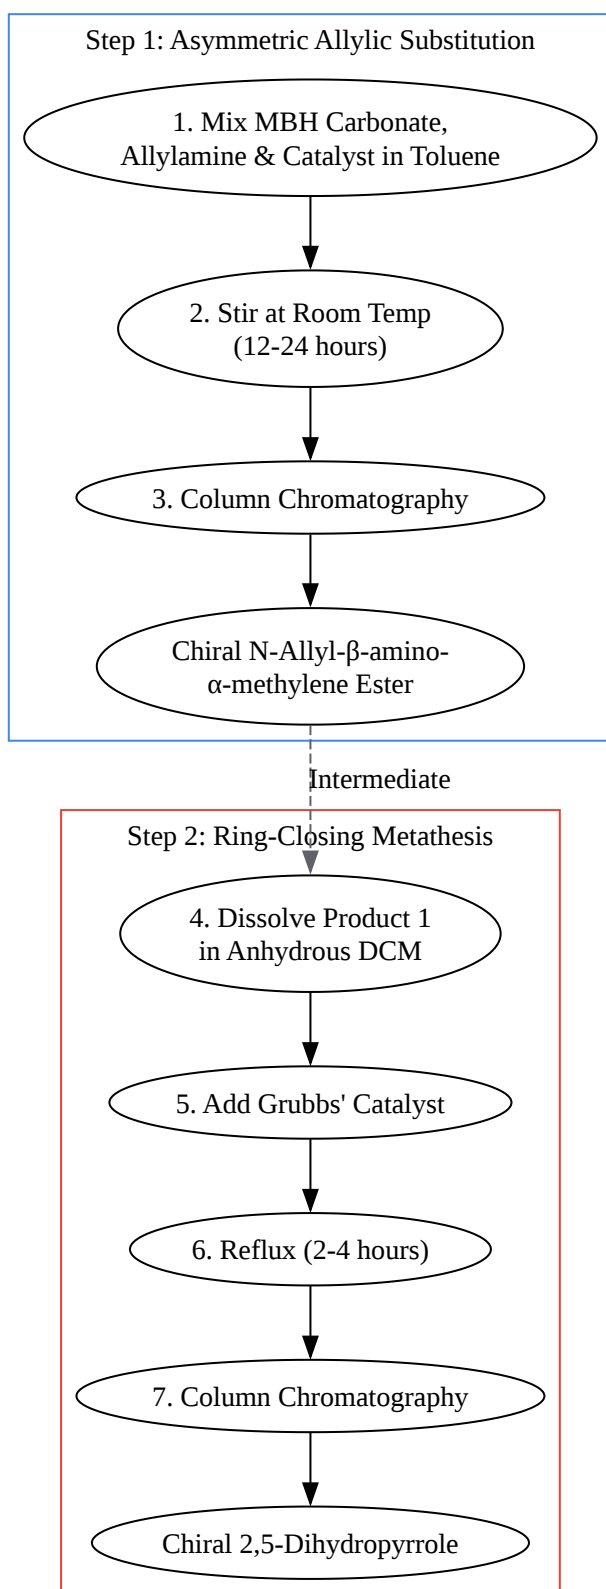 Step 1: Asymmetric Allylic Substitution
1. Mix MBH Carbonate,
Allylamine & Catalyst in Toluene
2. Stir at Room Temp
(12-24 hours)
3. Column Chromatography
Chiral N-Allyl-β-amino-
α-methylene Ester
Intermediate
Step 2: Ring-Closing Metathesis
4. Dissolve Product 1
in Anhydrous DCM
5. Add Grubbs' Catalyst
6. Reflux (2-4 hours)
7. Column Chromatography
Chiral 2,5-Dihydropyrrole